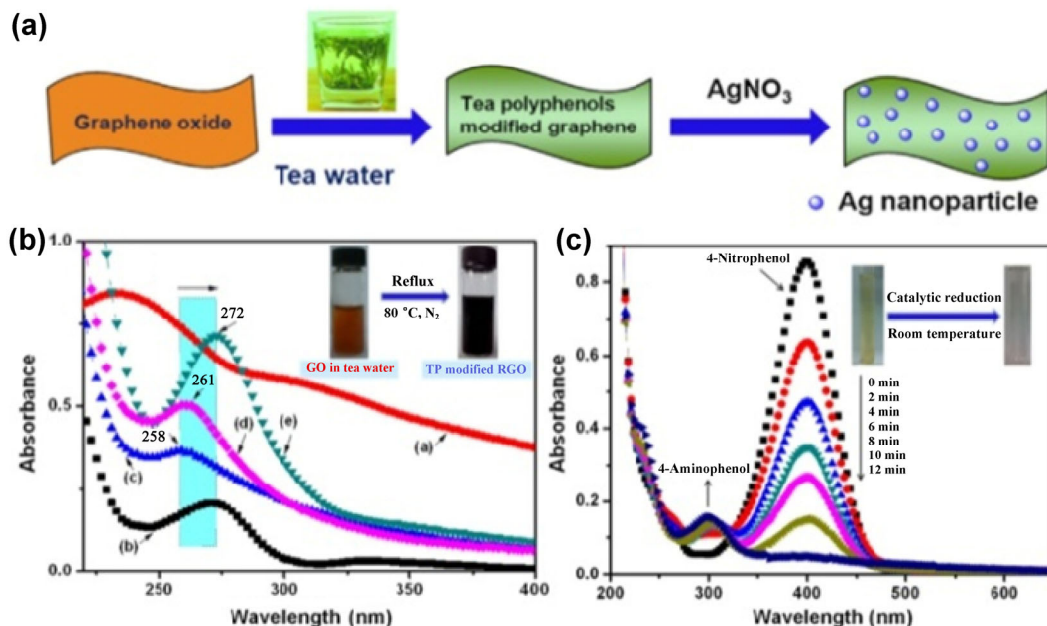 (a)
Graphene oxide
Tea water
Tea polyphenols
modified graphene
AgNO₃
Ag nanoparticle
(b)
1.0
0.5
0.0
Absorbance
250
300
350
400
Wavelength (nm)
272
261
258
(a)
(b)
(c)
(d)
(e)
Reflux
80 °C, N₂
GO in tea water
TP modified RGO
(c)
0.8
0.6
0.4
0.2
0.0
Absorbance
200
300
400
500
600
Wavelength (nm)
4-Nitrophenol
4-Aminophenol
Catalytic reduction
Room temperature
0 min
2 min
4 min
6 min
8 min
10 min
12 min